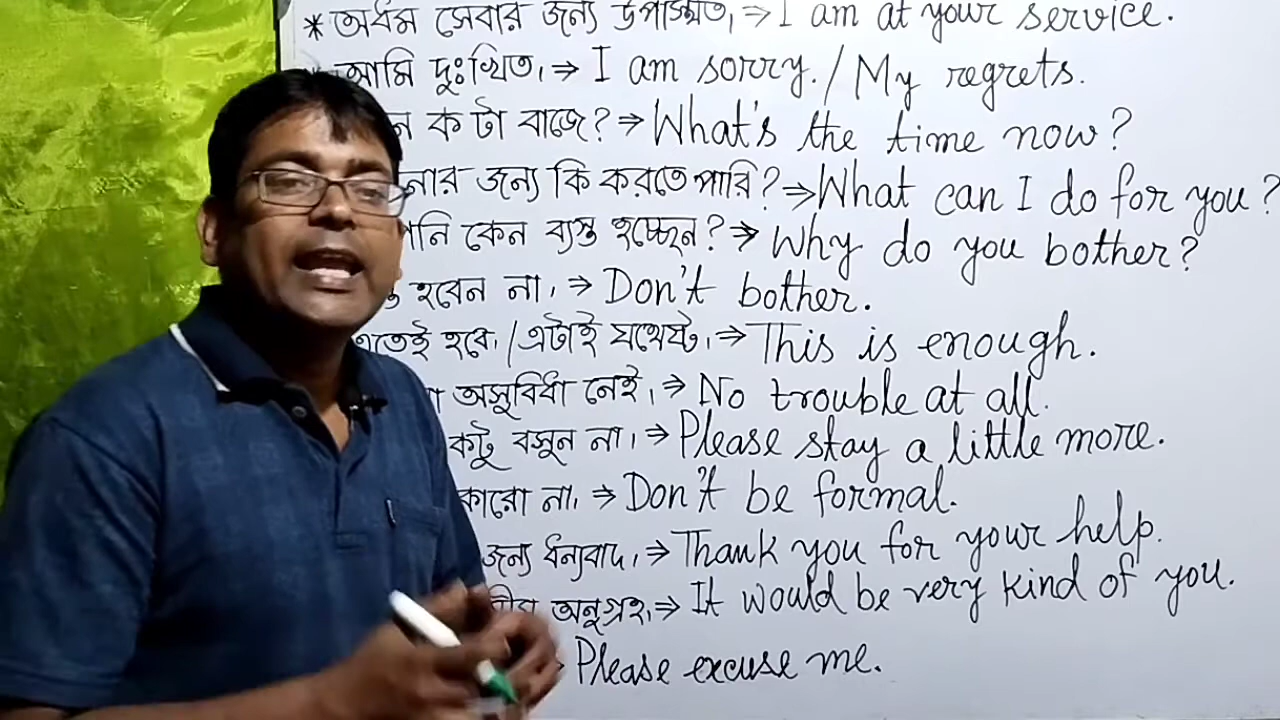 * অধম সেবার জন্য উপস্থিত, ⇒ I am at your service.
আমি দুঃখিত, ⇒ I am sorry. / My regrets.
ক টা বাজে? ⇒ What's the time now?
জন্য কি করতে পারি? ⇒ What can I do for you?
কেন ব্যস্ত হচ্ছেন? ⇒ Why do you bother?
হবেন না, ⇒ Don't bother.
হবে, / এটাই যথেষ্ট, ⇒ This is enough.
অসুবিধা নেই, ⇒ No trouble at all.
বসুন না, ⇒ Please stay a little more.
না, ⇒ Don't be formal.
জন্য ধন্যবাদ, ⇒ Thank you for your help.
অনুগ্রহ, ⇒ It would be very kind of you.
Please excuse me.